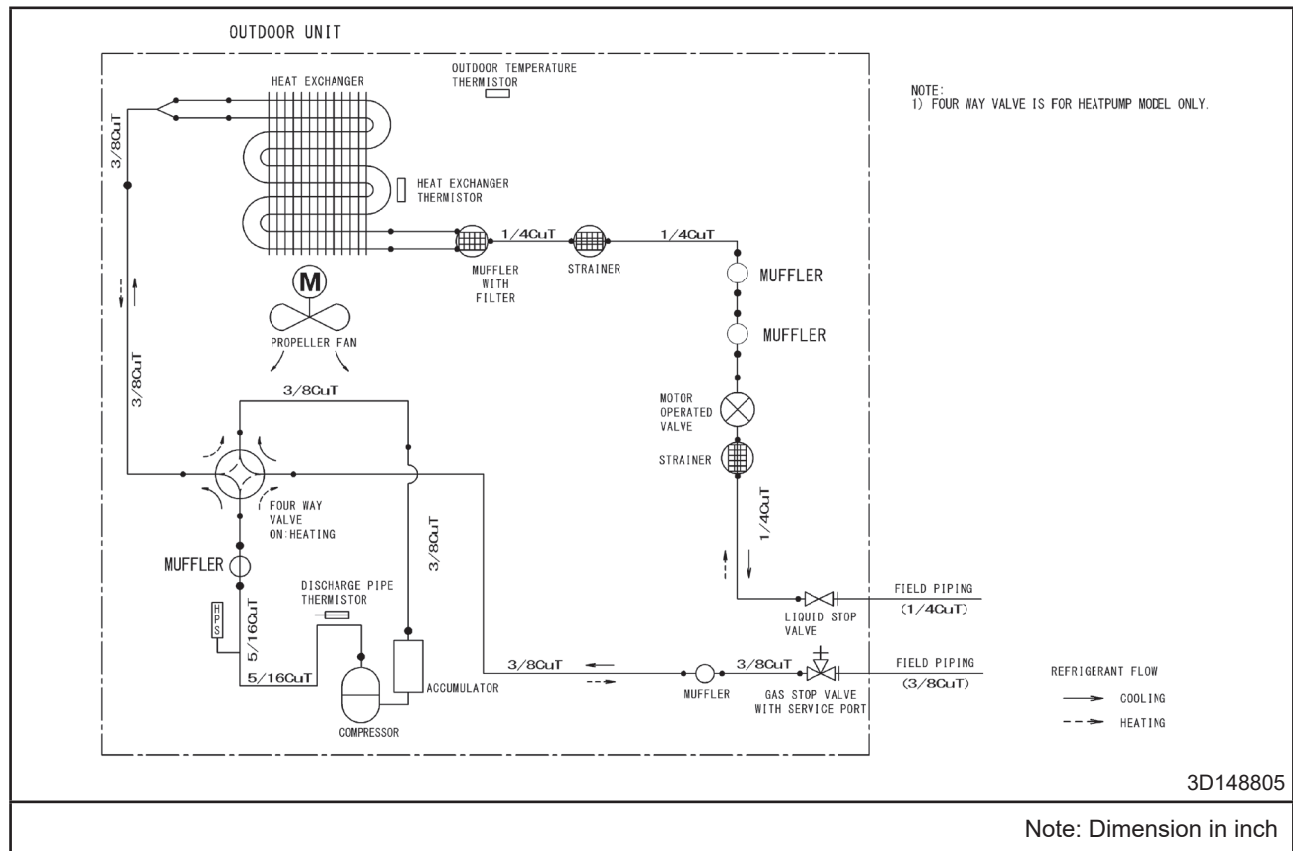 OUTDOOR UNIT
HEAT EXCHANGER
OUTDOOR TEMPERATURE
THERMISTOR
NOTE:
1) FOUR WAY VALVE IS FOR HEATPUMP MODEL ONLY.
3/8CuT
HEAT EXCHANGER
THERMISTOR
1/4CuT
1/4CuT
MUFFLER
WITH
FILTER
STRAINER
MUFFLER
M
MUFFLER
PROPELLER FAN
3/8CuT
3/8CuT
MOTOR
OPERATED
VALVE
STRAINER
FOUR WAY
VALVE
ON:HEATING
1/4CuT
3/8CuT
MUFFLER
DISCHARGE PIPE
THERMISTOR
HPS
5/16CuT
FIELD PIPING
(1/4CuT)
LIQUID STOP
VALVE
5/16CuT
ACCUMULATOR
COMPRESSOR
3/8CuT
3/8CuT
MUFFLER
GAS STOP VALVE
WITH SERVICE PORT
FIELD PIPING
(3/8CuT)
REFRIGERANT FLOW
COOLING
HEATING
3D148805
Note: Dimension in inch